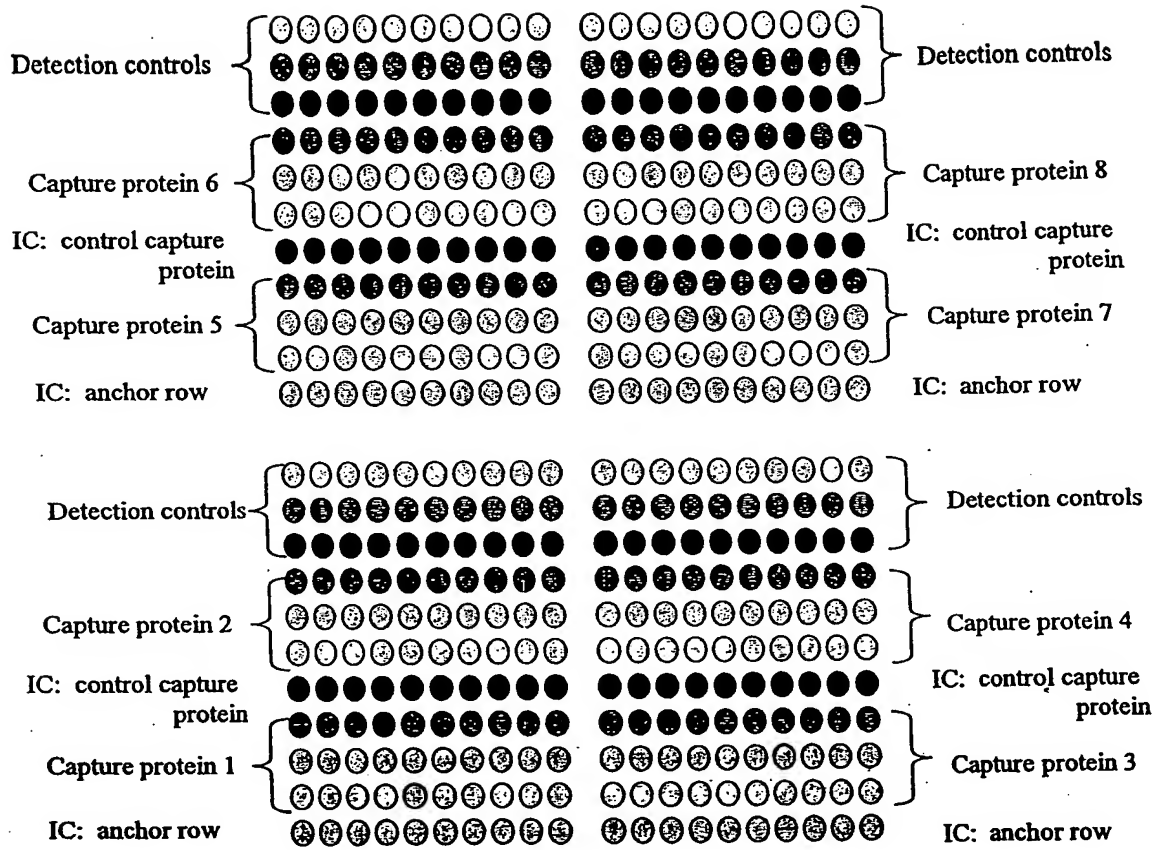 Detection controls
Detection controls
Capture protein 6
Capture protein 8
IC: control capture
protein
IC: control capture
protein
Capture protein 5
Capture protein 7
IC: anchor row
IC: anchor row
Detection controls
Detection controls
Capture protein 2
Capture protein 4
IC: control capture
protein
IC: control capture
protein
Capture protein 1
Capture protein 3
IC: anchor row
IC: anchor row